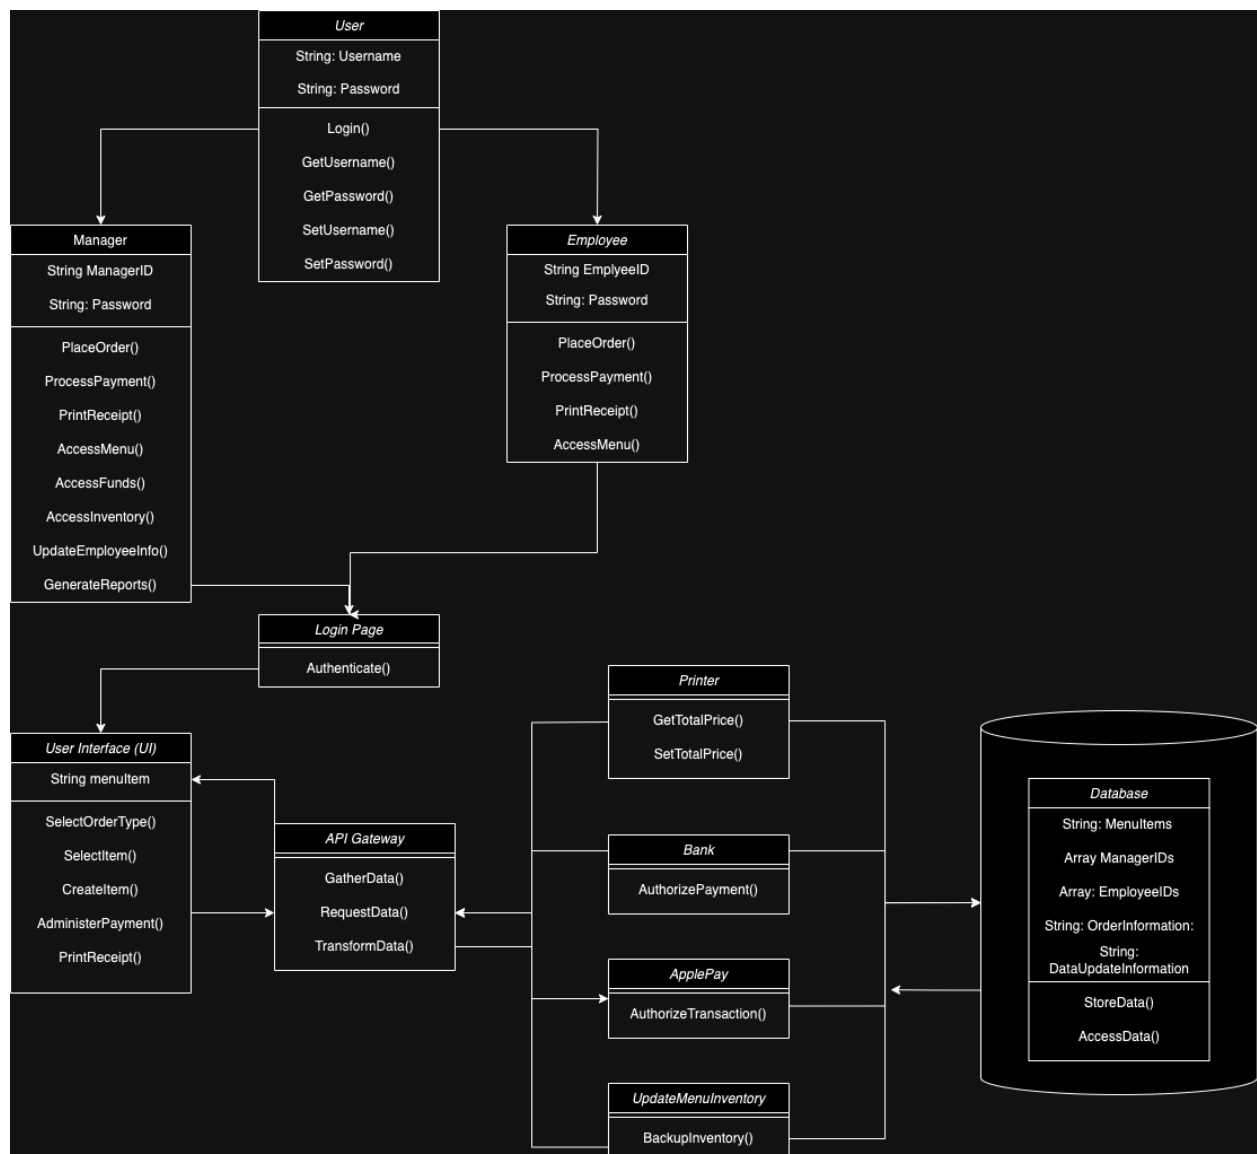 User
String: Username
String: Password
Login()
GetUsername()
GetPassword()
SetUsername()
SetPassword()
Manager
String ManagerID
String: Password
PlaceOrder()
ProcessPayment()
PrintReceipt()
AccessMenu()
AccessFunds()
AccessInventory()
UpdateEmployeeInfo()
GenerateReports()
Employee
String EmplyeeID
String: Password
PlaceOrder()
ProcessPayment()
PrintReceipt()
AccessMenu()
Login Page
Authenticate()
User Interface (UI)
String menuItem
SelectOrderType()
SelectItem()
CreateItem()
AdministerPayment()
PrintReceipt()
API Gateway
GatherData()
RequestData()
TransformData()
Printer
GetTotalPrice()
SetTotalPrice()
Bank
AuthorizePayment()
ApplePay
AuthorizeTransaction()
UpdateMenuInventory
BackupInventory()
Database
String: MenuItems
Array ManagerIDs
Array: EmployeeIDs
String: OrderInformation:
String:
DataUpdateInformation
StoreData()
AccessData()